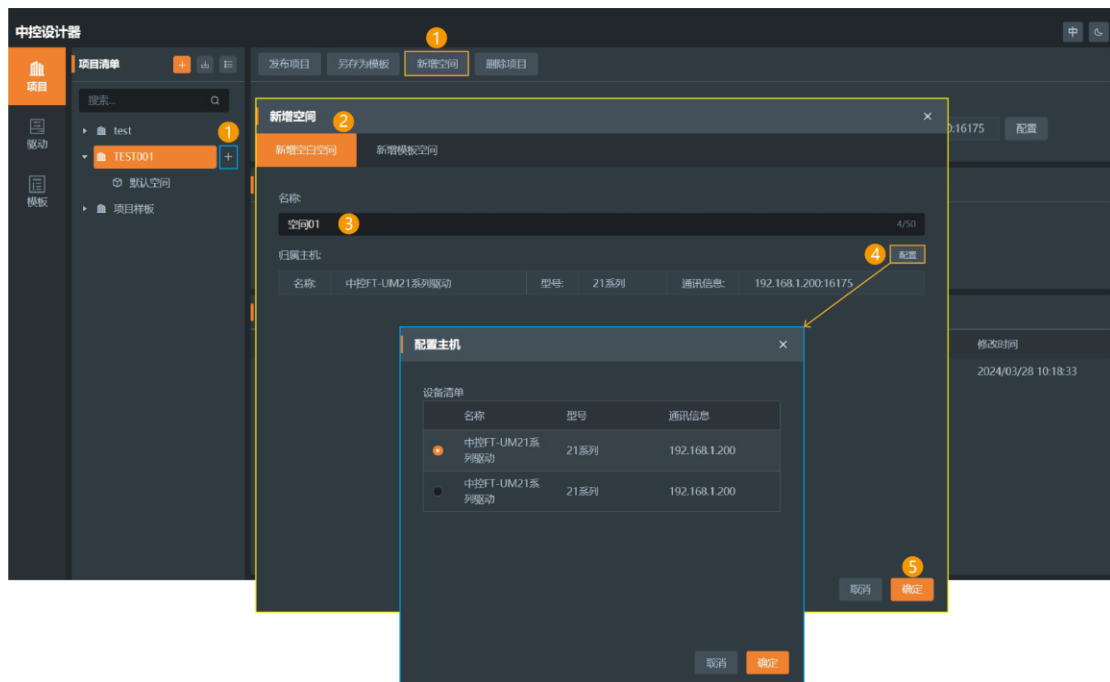 中控设计器
中
1
项目
驱动
模板
项目清单
搜索...
test
1
TEST001
默认空间
项目样板
发布项目 另存为模板 新增空间 删除项目
新增空间 2
新增空白空间 新增模板空间
0:16175 配置
名称:
空间01 3 4/50
归属主机: 4 配置
名称: 中控FT-UM21系列驱动 型号: 21系列 通讯信息: 192.168.1.200:16175
配置主机
设备清单
名称 型号 通讯信息
中控FT-UM21系
列驱动 21系列 192.168.1.200
中控FT-UM21系
列驱动 21系列 192.168.1.200
修改时间
2024/03/28 10:18:33
5
取消 确定
取消 确定